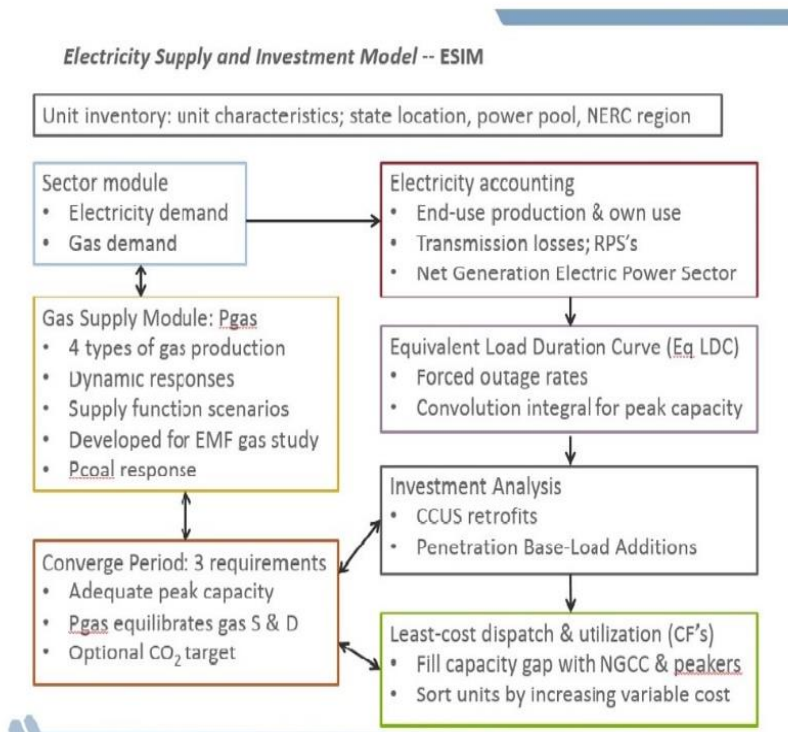 Electricity Supply and Investment Model -- ESIM
Unit inventory: unit characteristics; state location, power pool, NERC region
Sector module
• Electricity demand
• Gas demand
Electricity accounting
• End-use production & own use
• Transmission losses; RPS's
• Net Generation Electric Power Sector
Gas Supply Module: Pgas
• 4 types of gas production
• Dynamic responses
• Supply function scenarios
• Developed for EMF gas study
• Pcoal response
Equivalent Load Duration Curve (Eq LDC)
• Forced outage rates
• Convolution integral for peak capacity
Investment Analysis
• CCUS retrofits
• Penetration Base-Load Additions
Converge Period: 3 requirements
• Adequate peak capacity
• Pgas equilibrates gas S & D
• Optional CO₂ target
Least-cost dispatch & utilization (CF's)
• Fill capacity gap with NGCC & peakers
• Sort units by increasing variable cost